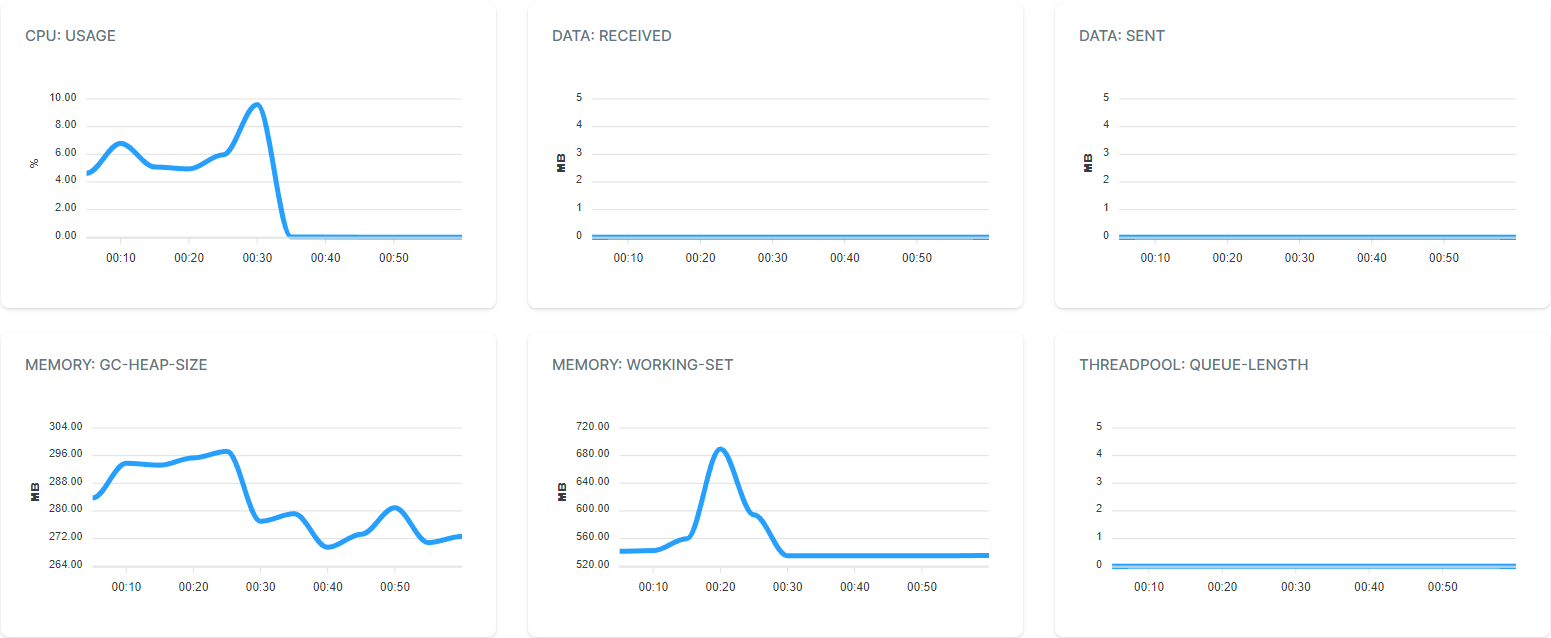 CPU: USAGE
10.00
8.00
6.00
4.00
2.00
0.00
%
00:10 00:20 00:30 00:40 00:50
DATA: RECEIVED
5
4
3
2
1
0
MB
00:10 00:20 00:30 00:40 00:50
DATA: SENT
5
4
3
2
1
0
MB
00:10 00:20 00:30 00:40 00:50
MEMORY: GC-HEAP-SIZE
304.00
296.00
288.00
280.00
272.00
264.00
MB
00:10 00:20 00:30 00:40 00:50
MEMORY: WORKING-SET
720.00
680.00
640.00
600.00
560.00
520.00
MB
00:10 00:20 00:30 00:40 00:50
THREADPOOL: QUEUE-LENGTH
5
4
3
2
1
0
00:10 00:20 00:30 00:40 00:50